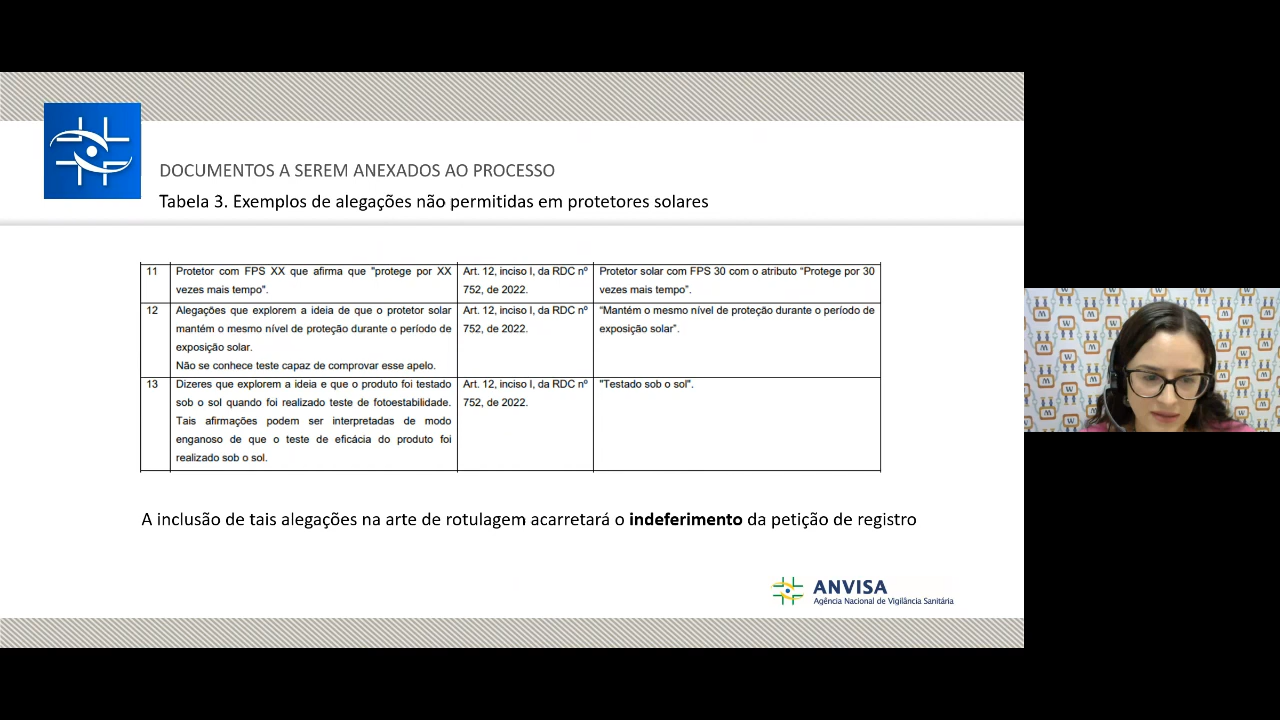 DOCUMENTOS A SEREM ANEXADOS AO PROCESSO
Tabela 3. Exemplos de alegações não permitidas em protetores solares
11
Protetor com FPS XX que afirma que "protege por XX
vezes mais tempo".
Art. 12, inciso I, da RDC nº
752, de 2022.
Protetor solar com FPS 30 com o atributo “Protege por 30
vezes mais tempo”.
12
Alegações que explorem a ideia de que o protetor solar
mantém o mesmo nível de proteção durante o período de
exposição solar.
Não se conhece teste capaz de comprovar esse apelo.
Art. 12, inciso I, da RDC nº
752, de 2022.
“Mantém o mesmo nível de proteção durante o período de
exposição solar”.
13
Dizeres que explorem a ideia e que o produto foi testado
sob o sol quando foi realizado teste de fotoestabilidade.
Tais afirmações podem ser interpretadas de modo
enganoso de que o teste de eficácia do produto foi
realizado sob o sol.
Art. 12, inciso I, da RDC nº
752, de 2022.
"Testado sob o sol".
A inclusão de tais alegações na arte de rotulagem acarretará o indeferimento da petição de registro
ANVISA
Agência Nacional de Vigilância Sanitária